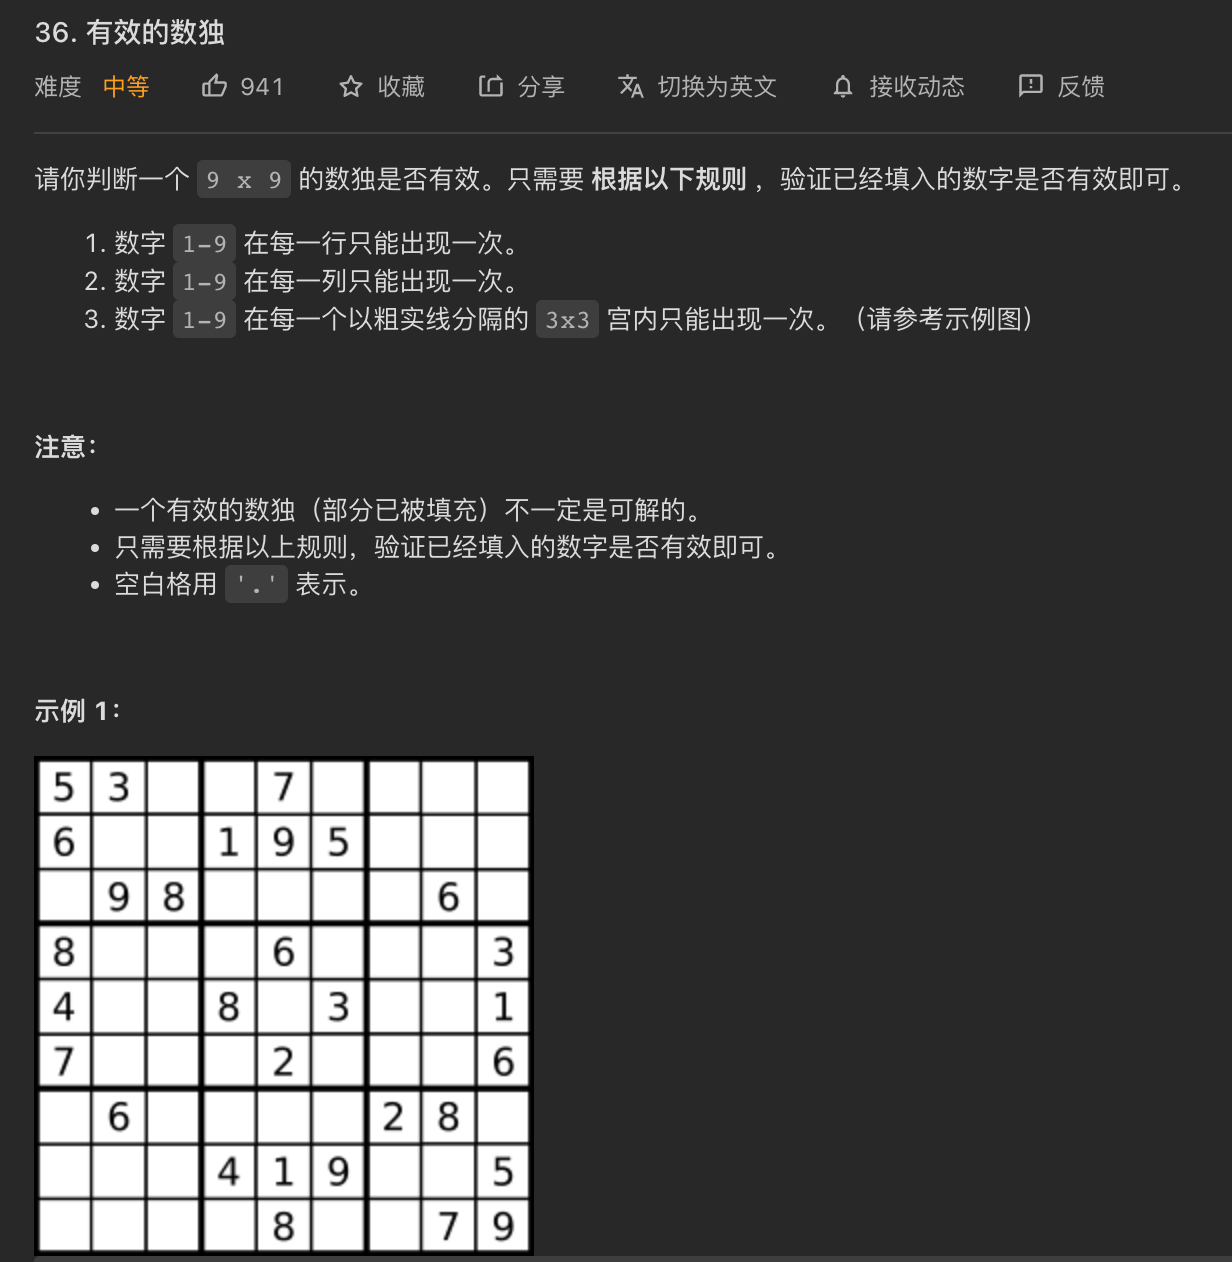 36. 有效的数独
难度 中等 941 收藏 分享 切换为英文 接收动态 反馈
请你判断一个 9 x 9 的数独是否有效。只需要 根据以下规则 ，验证已经填入的数字是否有效即可。
1. 数字 1-9 在每一行只能出现一次。
2. 数字 1-9 在每一列只能出现一次。
3. 数字 1-9 在每一个以粗实线分隔的 3x3 宫内只能出现一次。（请参考示例图）
注意：
• 一个有效的数独（部分已被填充）不一定是可解的。
• 只需要根据以上规则，验证已经填入的数字是否有效即可。
• 空白格用 '.' 表示。
示例 1：
5 3 7
6 1 9 5
9 8 6
8 6 3
4 8 3 1
7 2 6
6 2 8
4 1 9 5
8 7 9